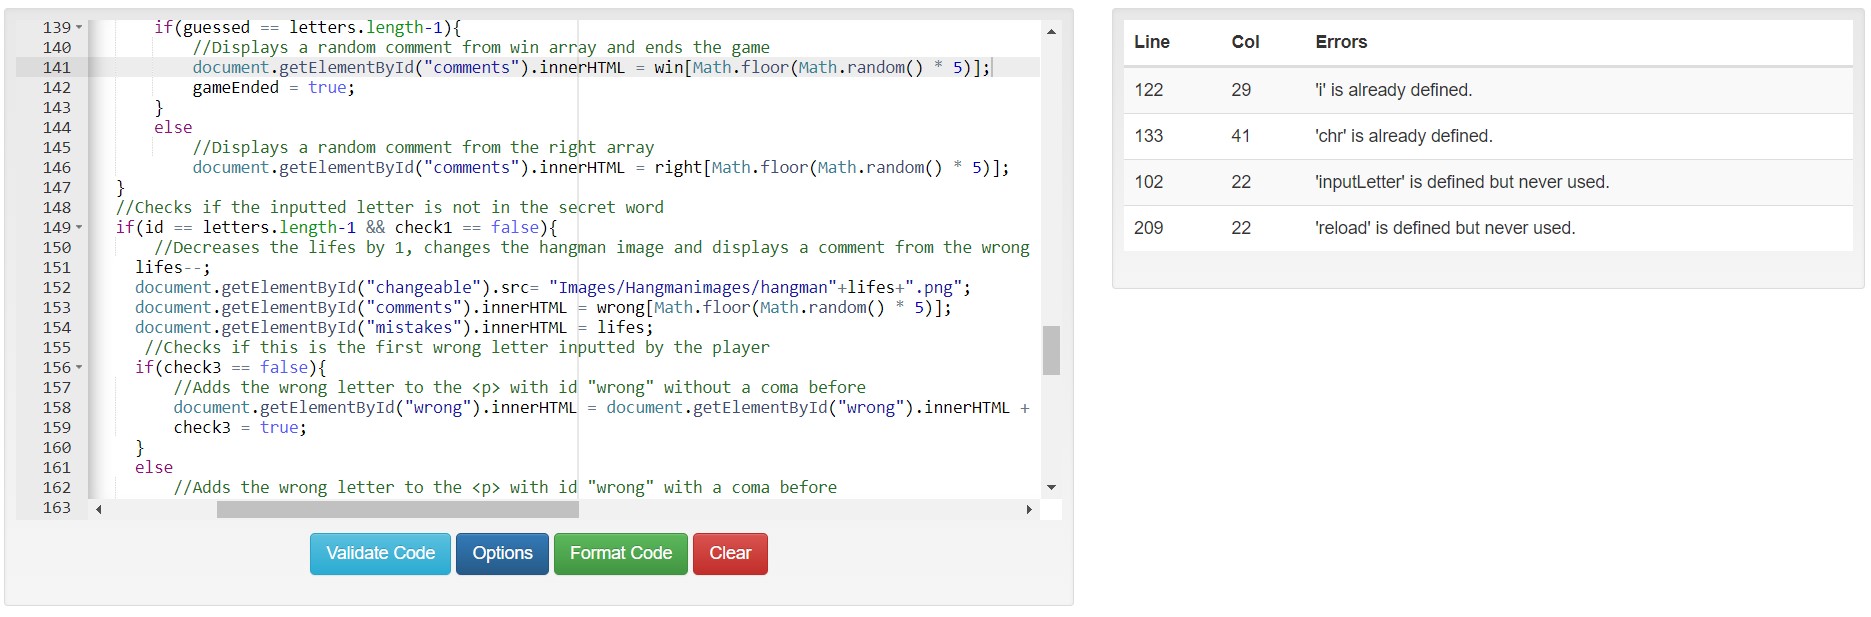 139 if(guessed == letters.length-1){
140 //Displays a random comment from win array and ends the game
141 document.getElementById("comments").innerHTML = win[Math.floor(Math.random() * 5)];
142 gameEnded = true;
143 }
144 else
145 //Displays a random comment from the right array
146 document.getElementById("comments").innerHTML = right[Math.floor(Math.random() * 5)];
147 }
148 //Checks if the inputted letter is not in the secret word
149 if(id == letters.length-1 && check1 == false){
150 //Decreases the lifes by 1, changes the hangman image and displays a comment from the wrong
151 lifes--;
152 document.getElementById("changeable").src= "Images/Hangmanimages/hangman"+lifes+".png";
153 document.getElementById("comments").innerHTML = wrong[Math.floor(Math.random() * 5)];
154 document.getElementById("mistakes").innerHTML = lifes;
155 //Checks if this is the first wrong letter inputted by the player
156 if(check3 == false){
157 //Adds the wrong letter to the <p> with id "wrong" without a coma before
158 document.getElementById("wrong").innerHTML = document.getElementById("wrong").innerHTML +
159 check3 = true;
160 }
161 else
162 //Adds the wrong letter to the <p> with id "wrong" with a coma before
163
Validate Code Options Format Code Clear
Line Col Errors
122 29 'i' is already defined.
133 41 'chr' is already defined.
102 22 'inputLetter' is defined but never used.
209 22 'reload' is defined but never used.